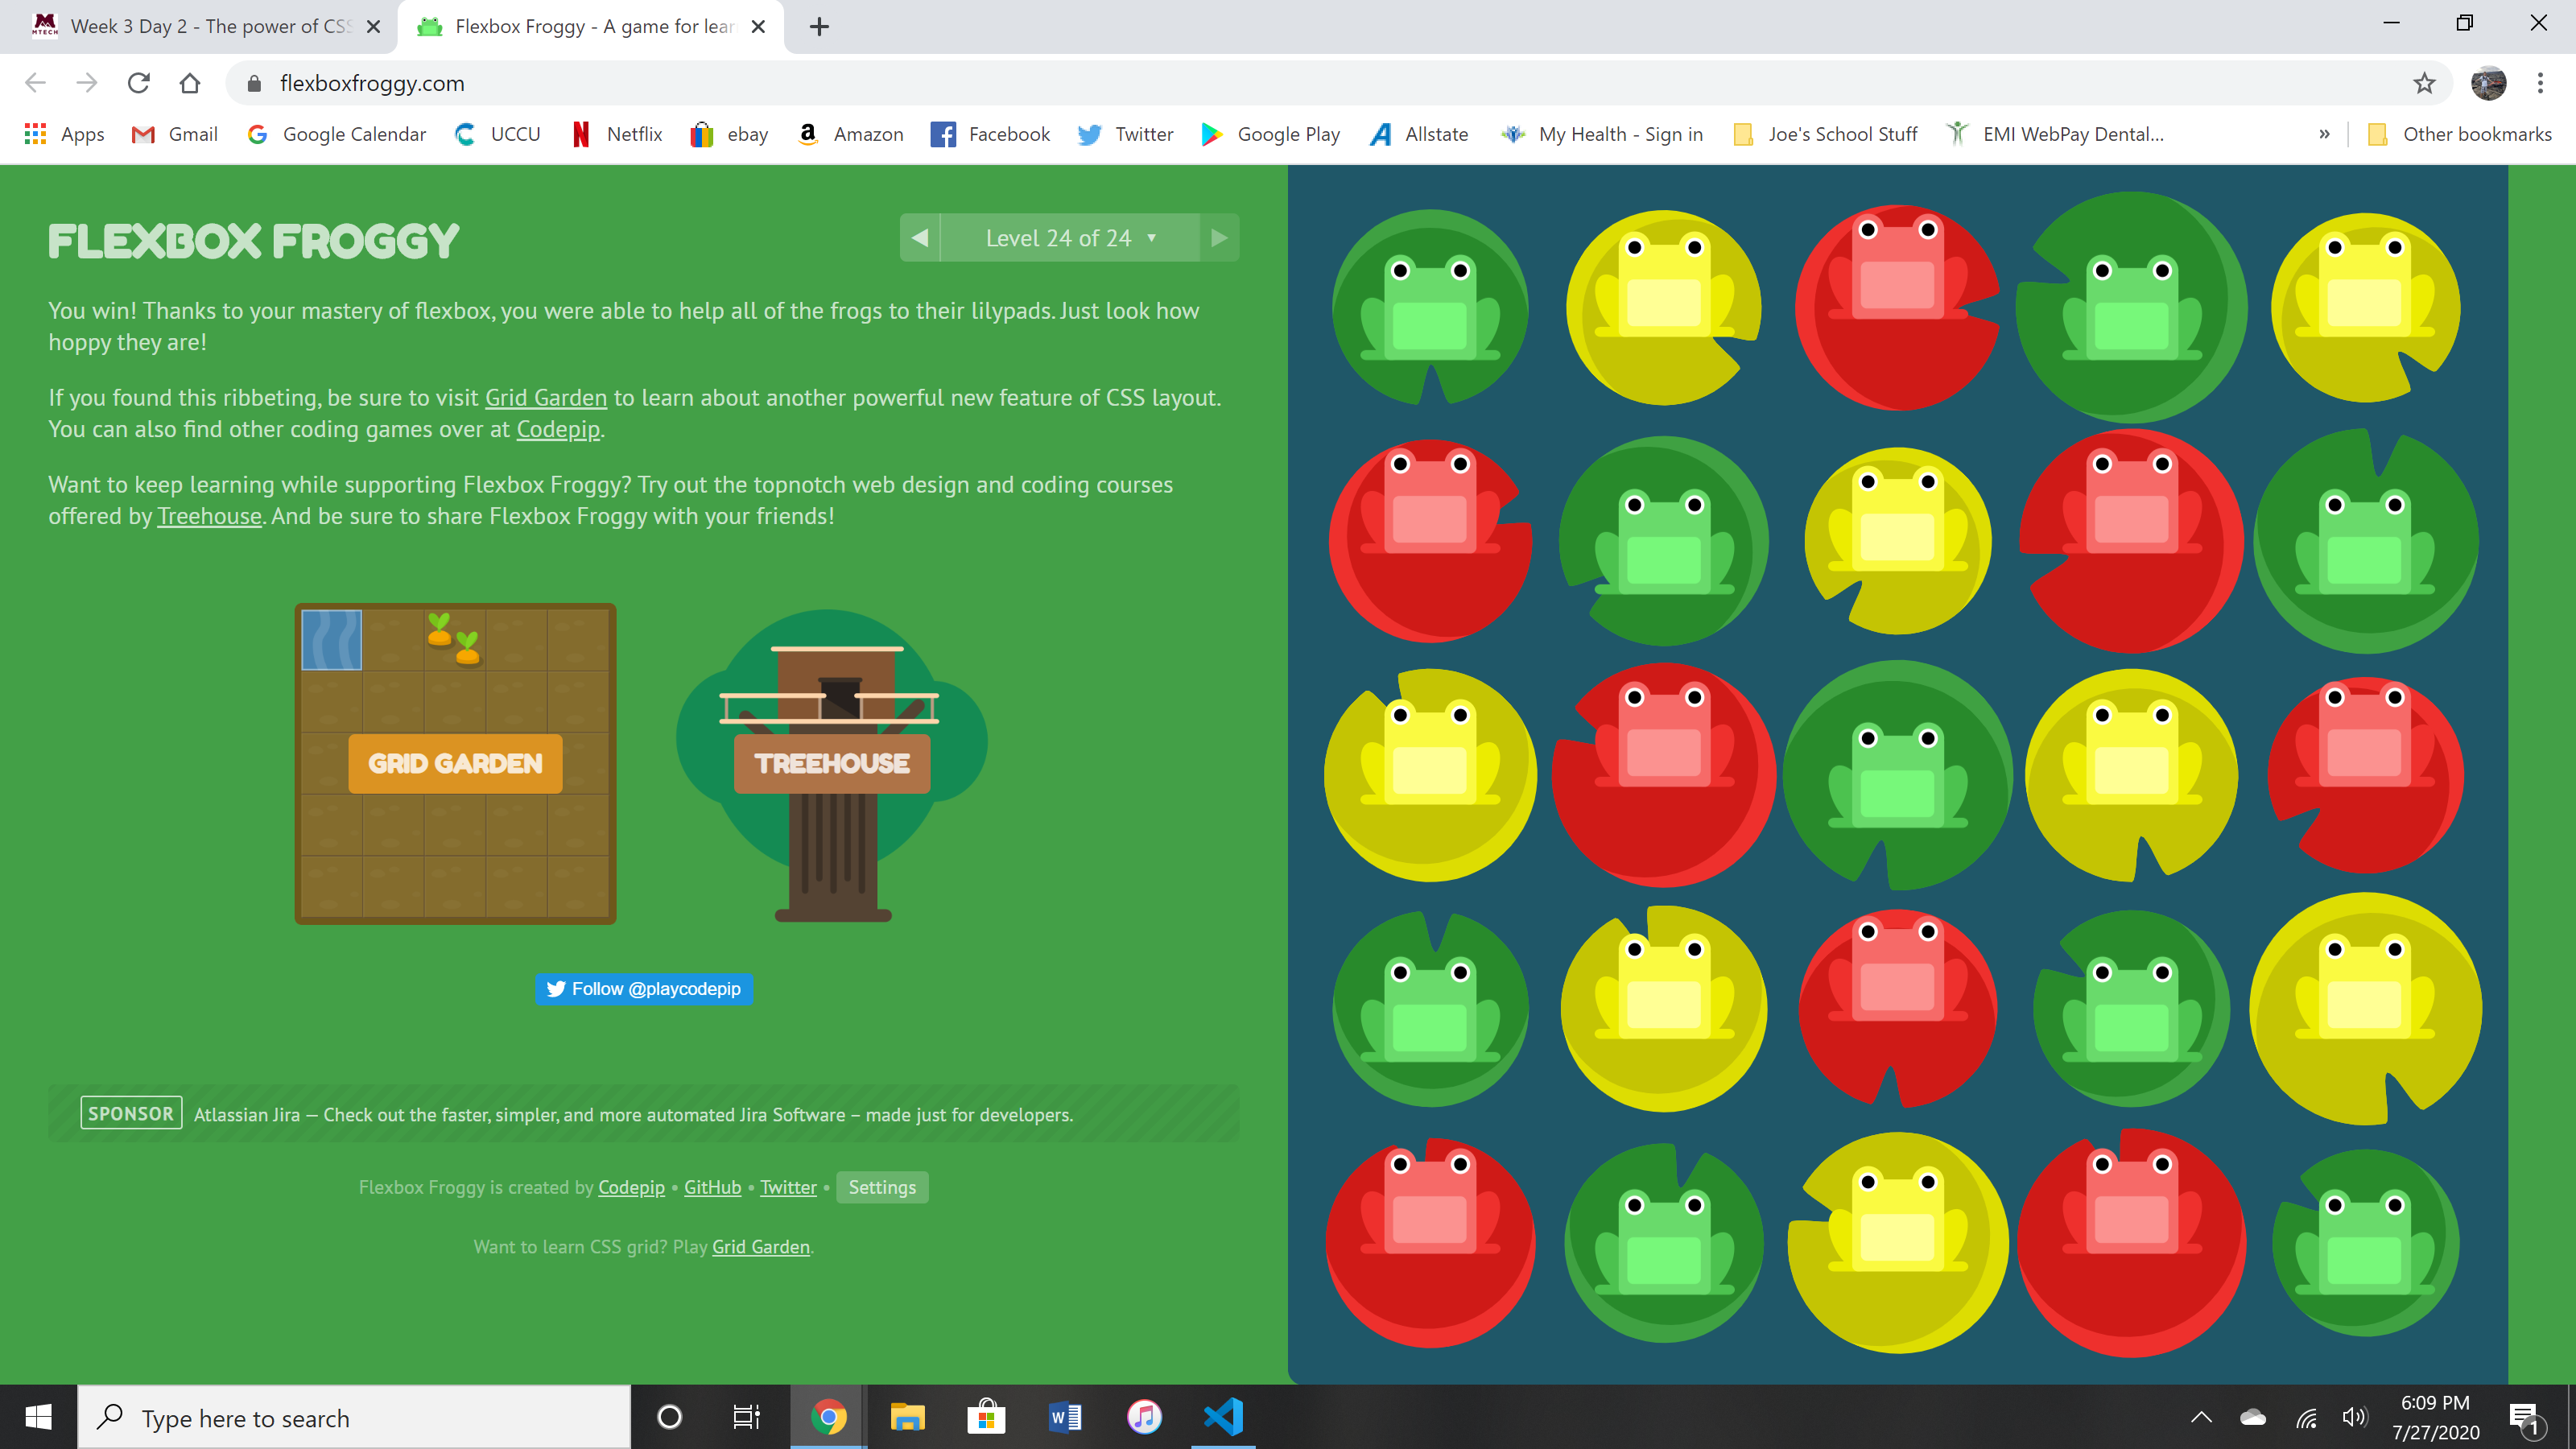 MTECH
Week 3 Day 2 - The power of CSS
Flexbox Froggy - A game for lear
flexboxfroggy.com
Apps Gmail Google Calendar UCCU Netflix ebay Amazon Facebook Twitter Google Play Allstate My Health - Sign in Joe's School Stuff EMI WebPay Dental... » Other bookmarks
FLEXBOX FROGGY
Level 24 of 24
You win! Thanks to your mastery of flexbox, you were able to help all of the frogs to their lilypads. Just look how
hoppy they are!
If you found this ribbeting, be sure to visit Grid Garden to learn about another powerful new feature of CSS layout.
You can also find other coding games over at Codepip.
Want to keep learning while supporting Flexbox Froggy? Try out the topnotch web design and coding courses
offered by Treehouse. And be sure to share Flexbox Froggy with your friends!
GRID GARDEN
TREEHOUSE
Follow @playcodepip
SPONSOR Atlassian Jira — Check out the faster, simpler, and more automated Jira Software – made just for developers.
Flexbox Froggy is created by Codepip • GitHub • Twitter • Settings
Want to learn CSS grid? Play Grid Garden.
Type here to search
6:09 PM
7/27/2020
1